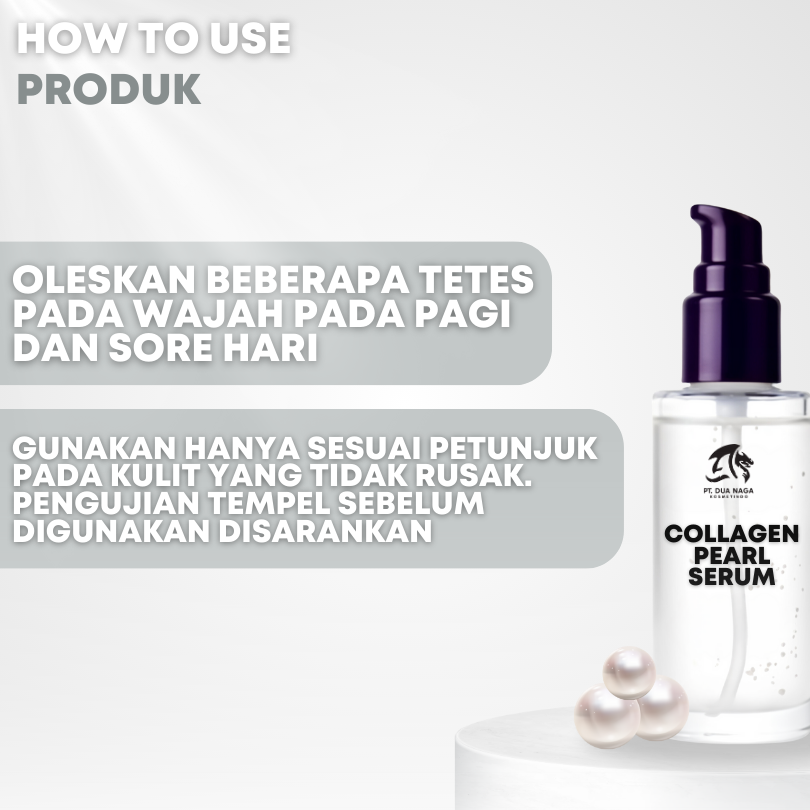 HOW TO USE
PRODUK
OLESKAN BEBERAPA TETES
PADA WAJAH PADA PAGI
DAN SORE HARI
GUNAKAN HANYA SESUAI PETUNJUK
PADA KULIT YANG TIDAK RUSAK.
PENGUJIAN TEMPEL SEBELUM
DIGUNAKAN DISARANKAN
PT. DUA NAGA
KOSMETINDO
COLLAGEN
PEARL
SERUM